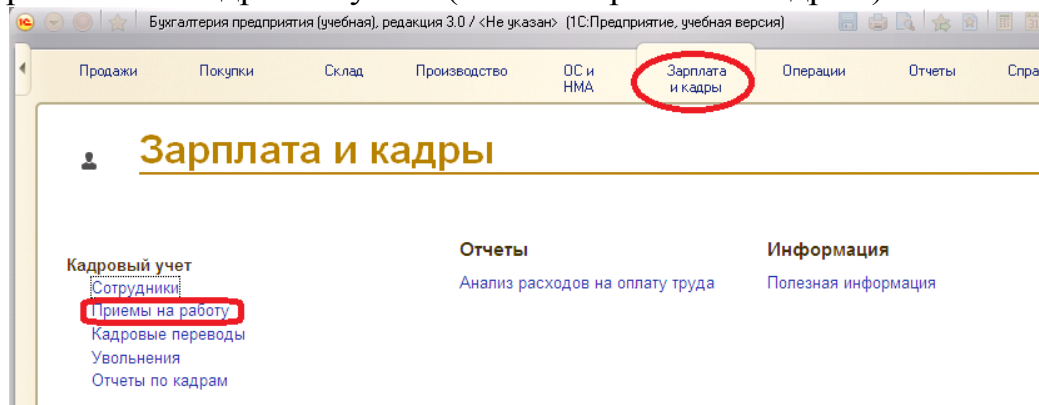 Бухгалтерия предприятия (учебная), редакция 3.0 / <Не указан> (1С:Предприятие, учебная версия)
Продажи Покупки Склад Производство ОС и НМА Зарплата и кадры Операции Отчеты Спра
Зарплата и кадры
Кадровый учет
Сотрудники
Приемы на работу
Кадровые переводы
Увольнения
Отчеты по кадрам
Отчеты
Анализ расходов на оплату труда
Информация
Полезная информация